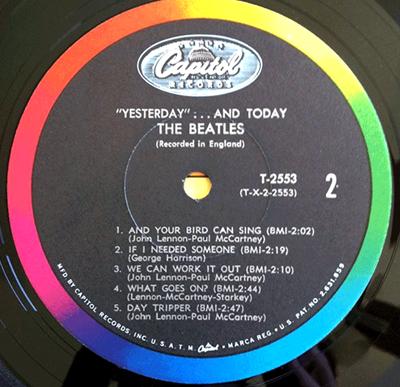 Capitol
RECORDS
"YESTERDAY"... AND TODAY
THE BEATLES
(Recorded in England)
T-2553
(T-X-2-2553)
2
1. AND YOUR BIRD CAN SING (BMI-2:02)
(John Lennon-Paul McCartney)
2. IF I NEEDED SOMEONE (BMI-2:19)
(George Harrison)
3. WE CAN WORK IT OUT (BMI-2:10)
(John Lennon-Paul McCartney)
4. WHAT GOES ON? (BMI-2:44)
(Lennon-McCartney-Starkey)
5. DAY TRIPPER (BMI-2:47)
(John Lennon-Paul McCartney)
MFD. BY CAPITOL RECORDS, INC. U.S.A. T.M. Capitol MARCA REG. • U.S. PAT. NO. 2,631,859